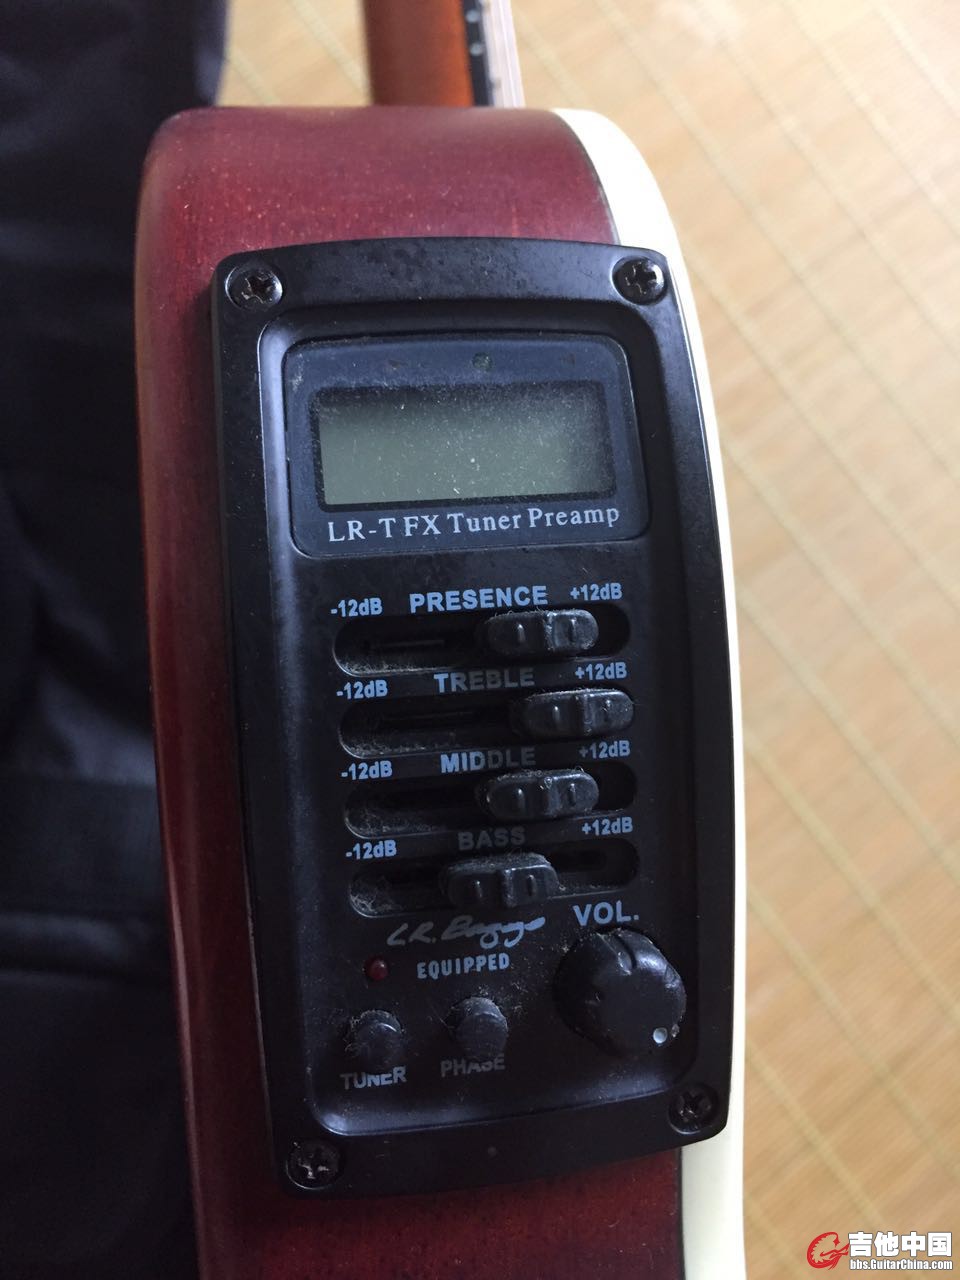 LR-T FX Tuner Preamp
-12dB PRESENCE +12dB
-12dB TREBLE +12dB
-12dB MIDDLE +12dB
-12dB BASS +12dB
L.R. Baggs
EQUIPPED
VOL.
TUNER PHASE
吉他中国
bbs.GuitarChina.com